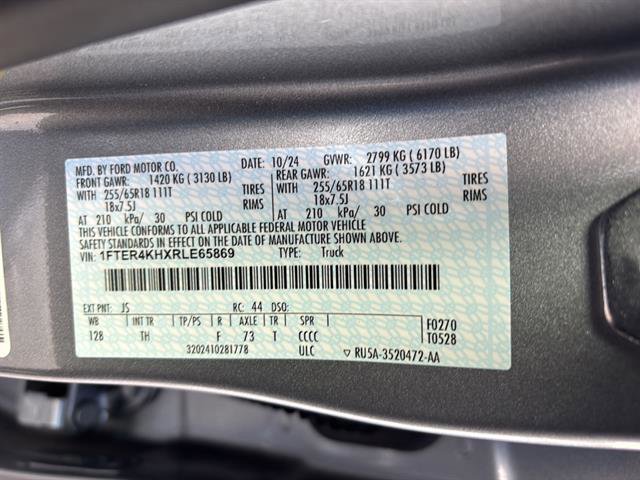 MFD. BY FORD MOTOR CO.
DATE: 10/24 GVWR: 2799 KG ( 6170 LB)
FRONT GAWR: 1420 KG ( 3130 LB) REAR GAWR: 1621 KG ( 3573 LB)
WITH 255/65R18 111T TIRES WITH 255/65R18 111T TIRES
18x7.5J RIMS 18x7.5J RIMS
AT 210 kPa/ 30 PSI COLD AT 210 kPa/ 30 PSI COLD
THIS VEHICLE CONFORMS TO ALL APPLICABLE FEDERAL MOTOR VEHICLE
SAFETY STANDARDS IN EFFECT ON THE DATE OF MANUFACTURE SHOWN ABOVE.
VIN: 1FTER4KHXRLE65869 TYPE: Truck
EXT PNT: JS RC: 44 DSO:
WB INT TR TP/PS R AXLE TR SPR F0270
128 TH F 73 T CCCC T0528
3202410281778 ULC RU5A-3520472-AA